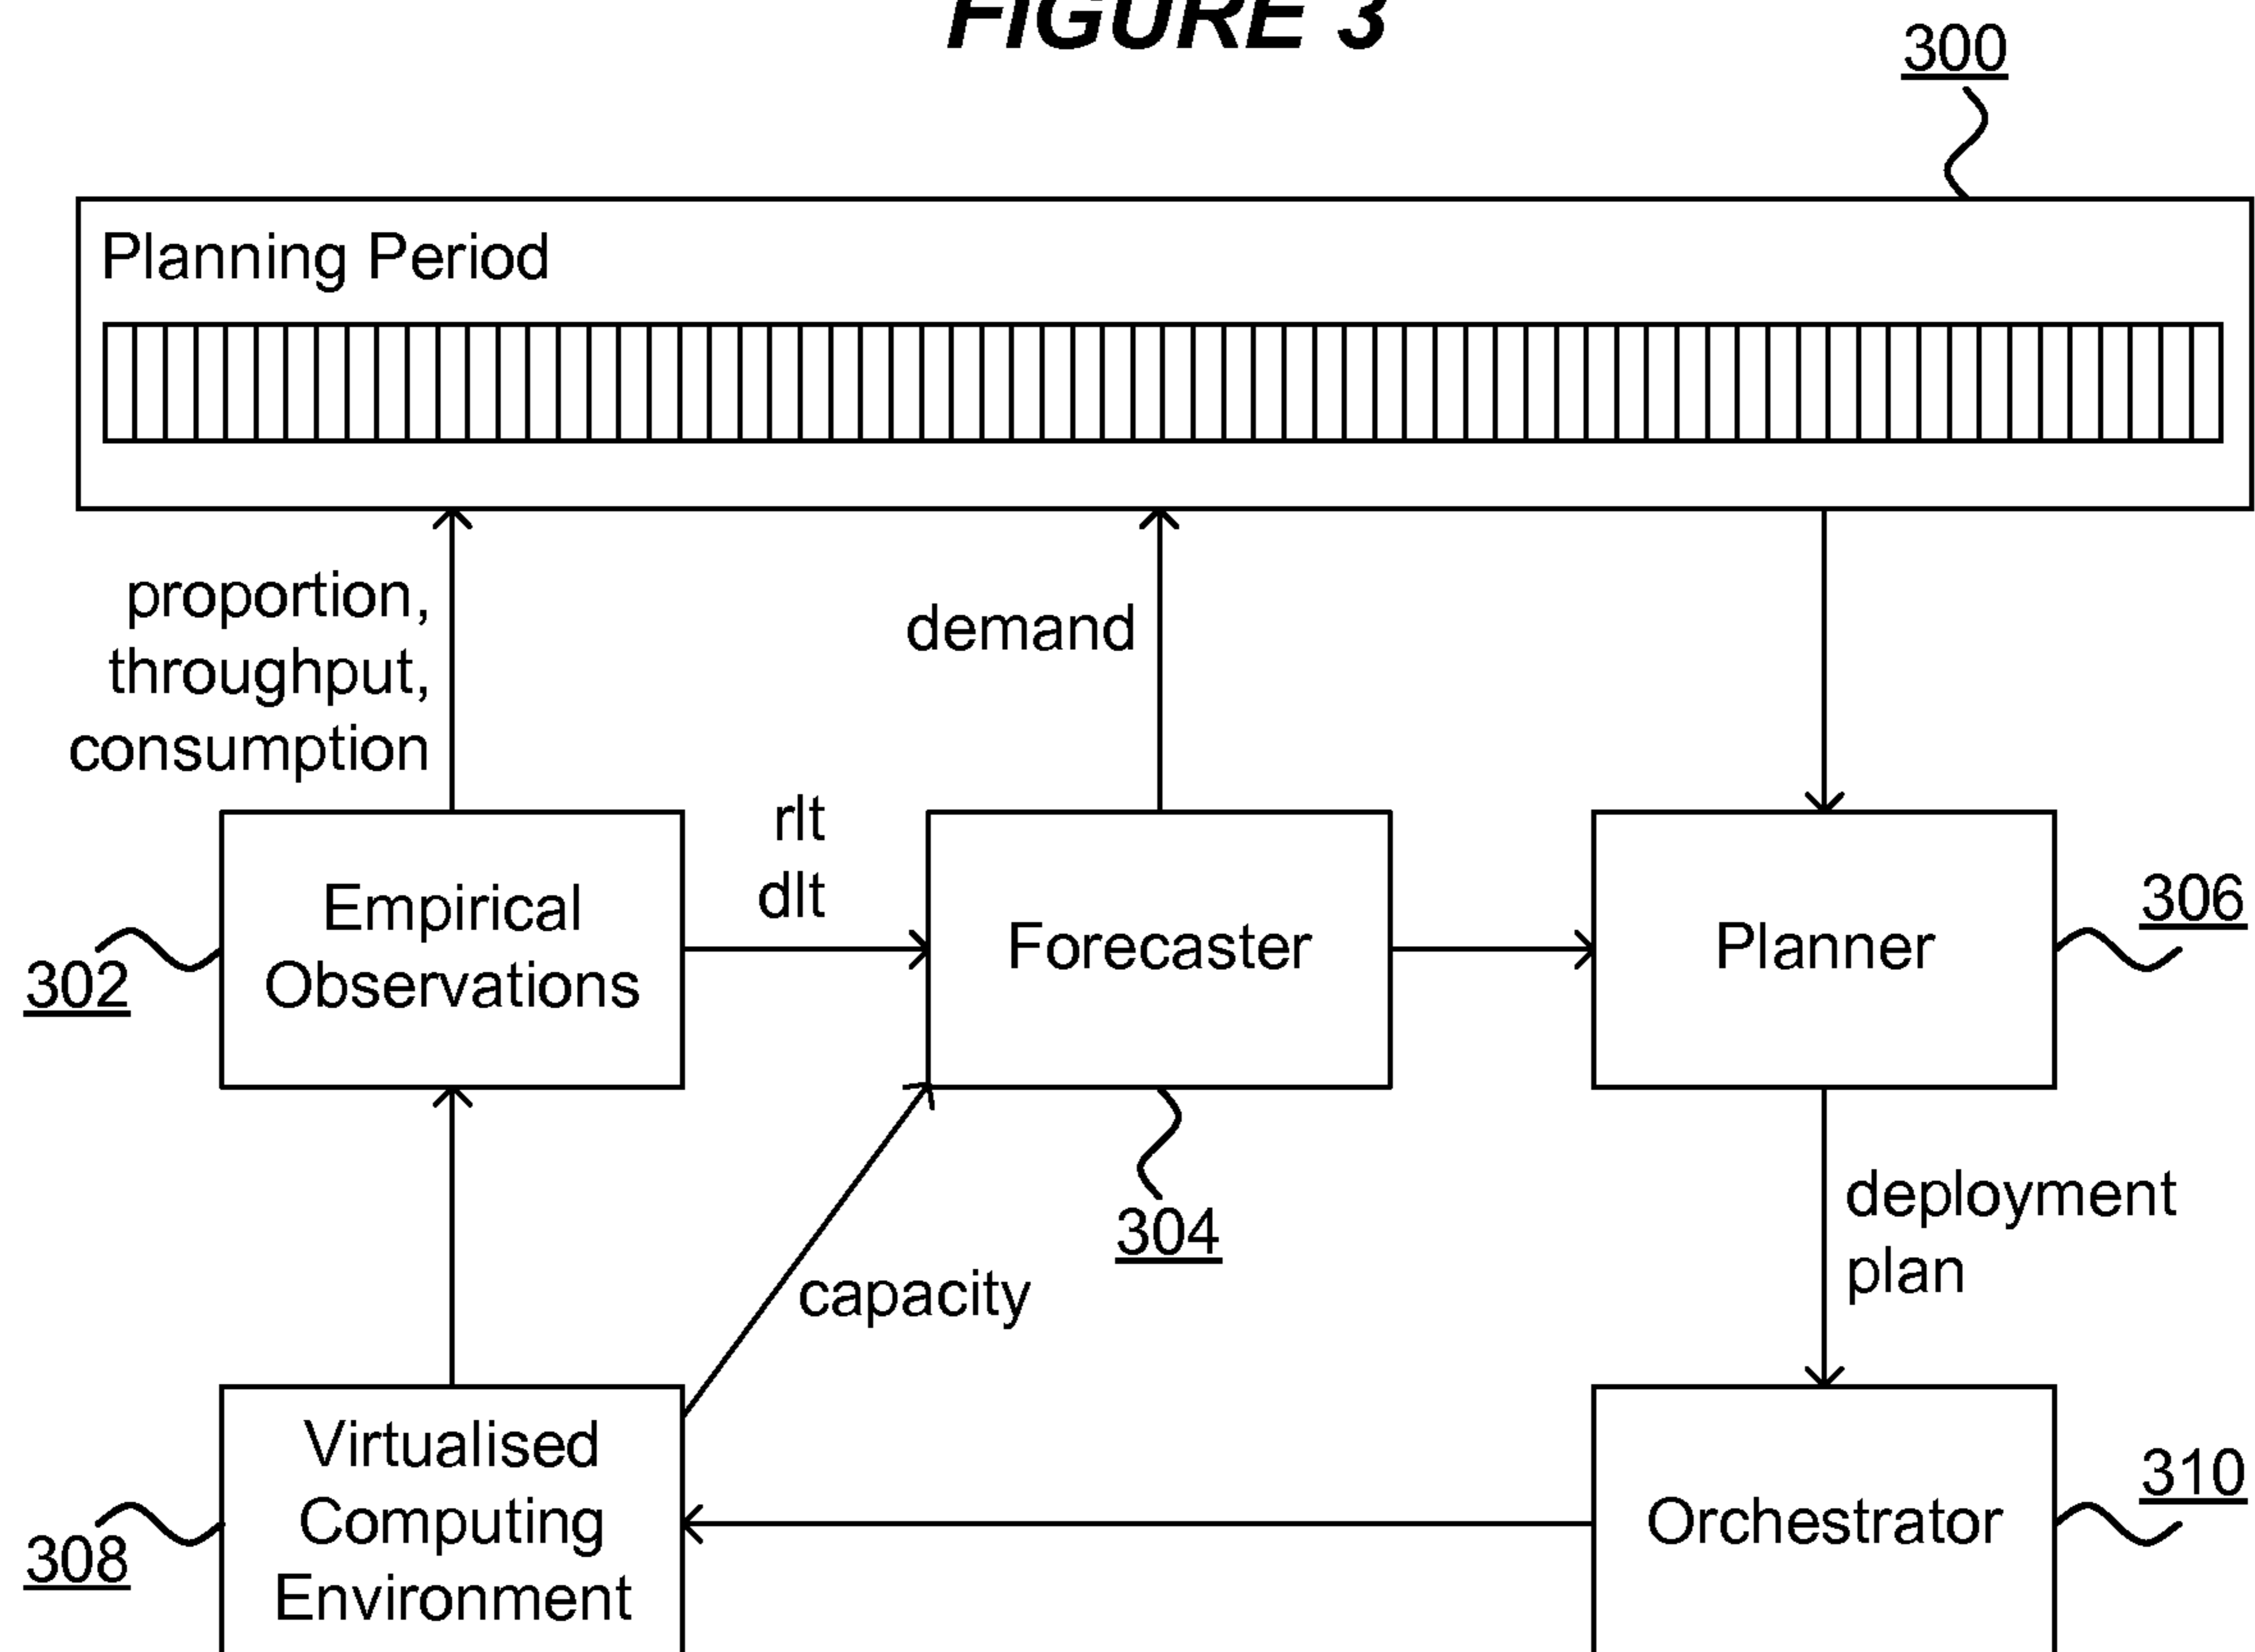 FIGURE 3
300
Planning Period
proportion,
throughput,
consumption
demand
rlt
dlt
Empirical
Observations
302
Forecaster
304
Planner
306
capacity
deployment
plan
Virtualised
Computing
Environment
308
Orchestrator
310